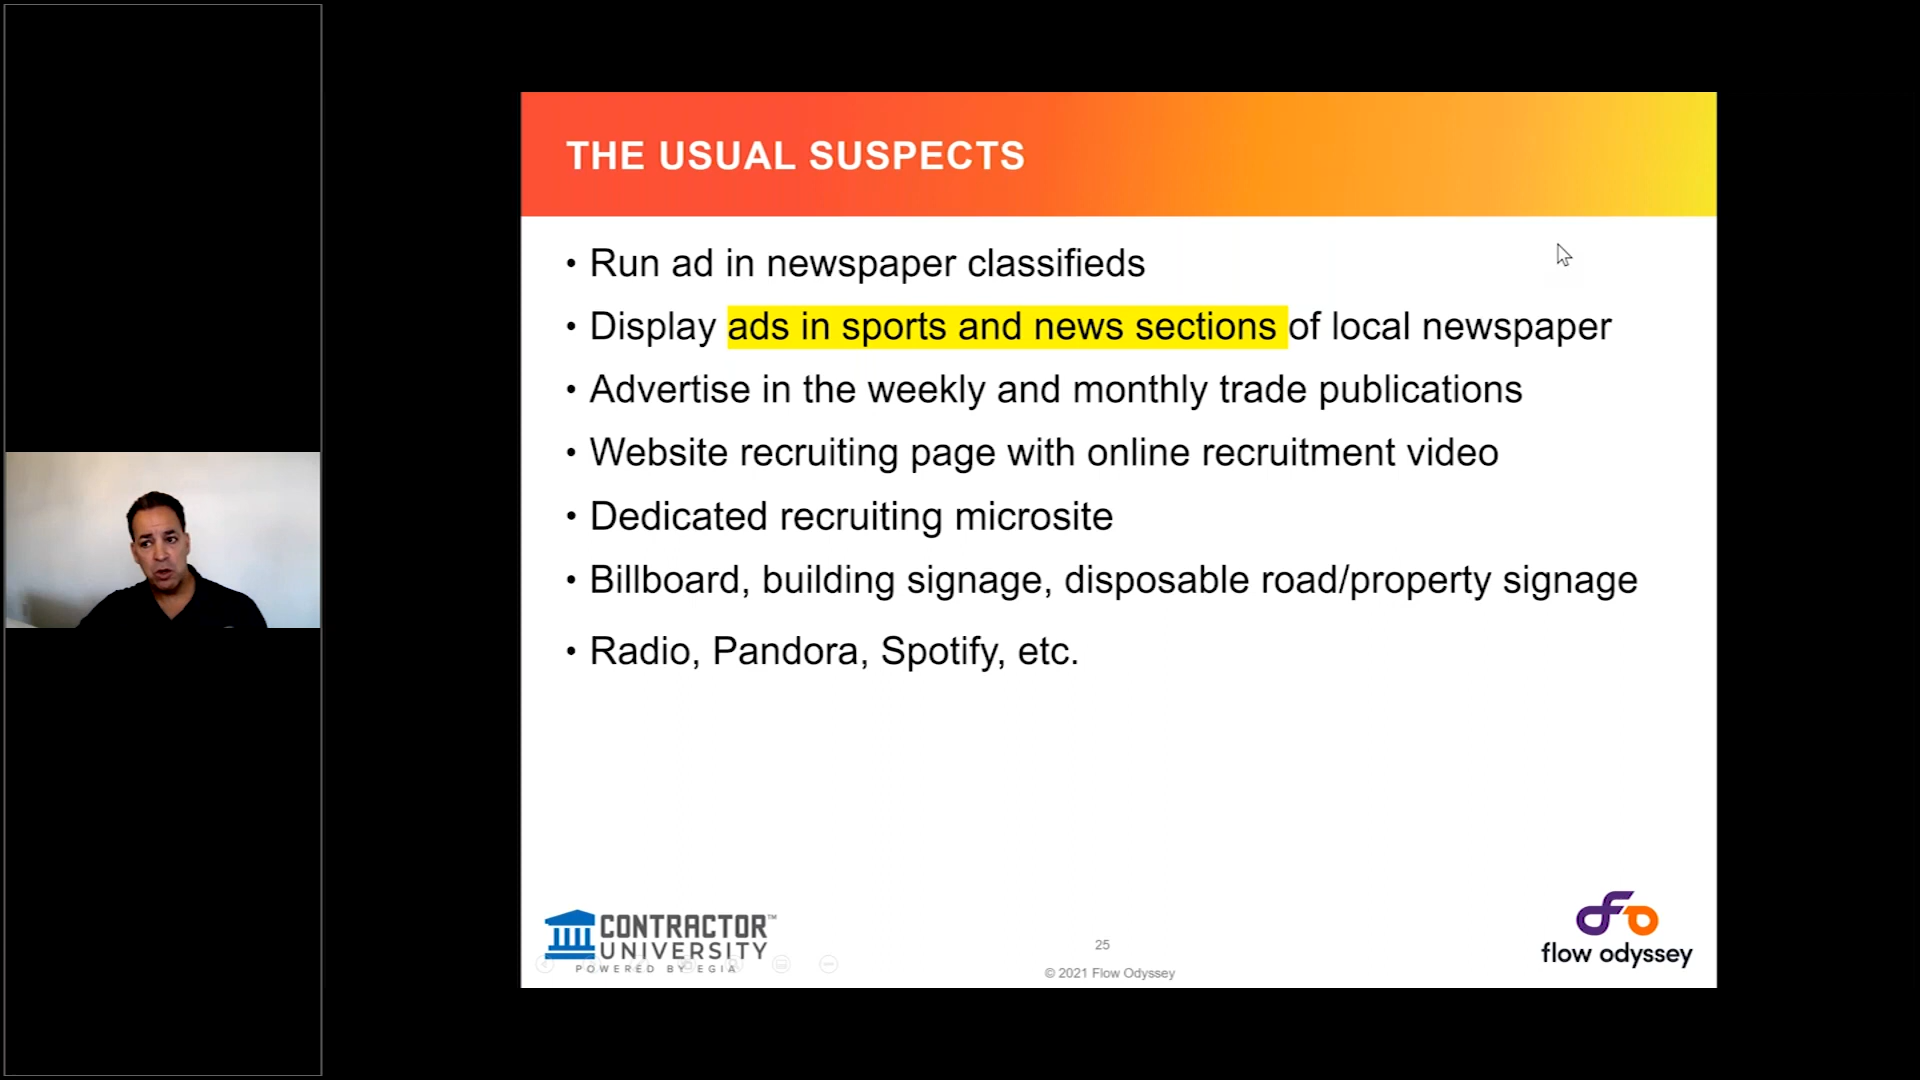 THE USUAL SUSPECTS
• Run ad in newspaper classifieds
• Display ads in sports and news sections of local newspaper
• Advertise in the weekly and monthly trade publications
• Website recruiting page with online recruitment video
• Dedicated recruiting microsite
• Billboard, building signage, disposable road/property signage
• Radio, Pandora, Spotify, etc.
CONTRACTOR™
UNIVERSITY
POWERED BY EGIA
25
© 2021 Flow Odyssey
flow odyssey